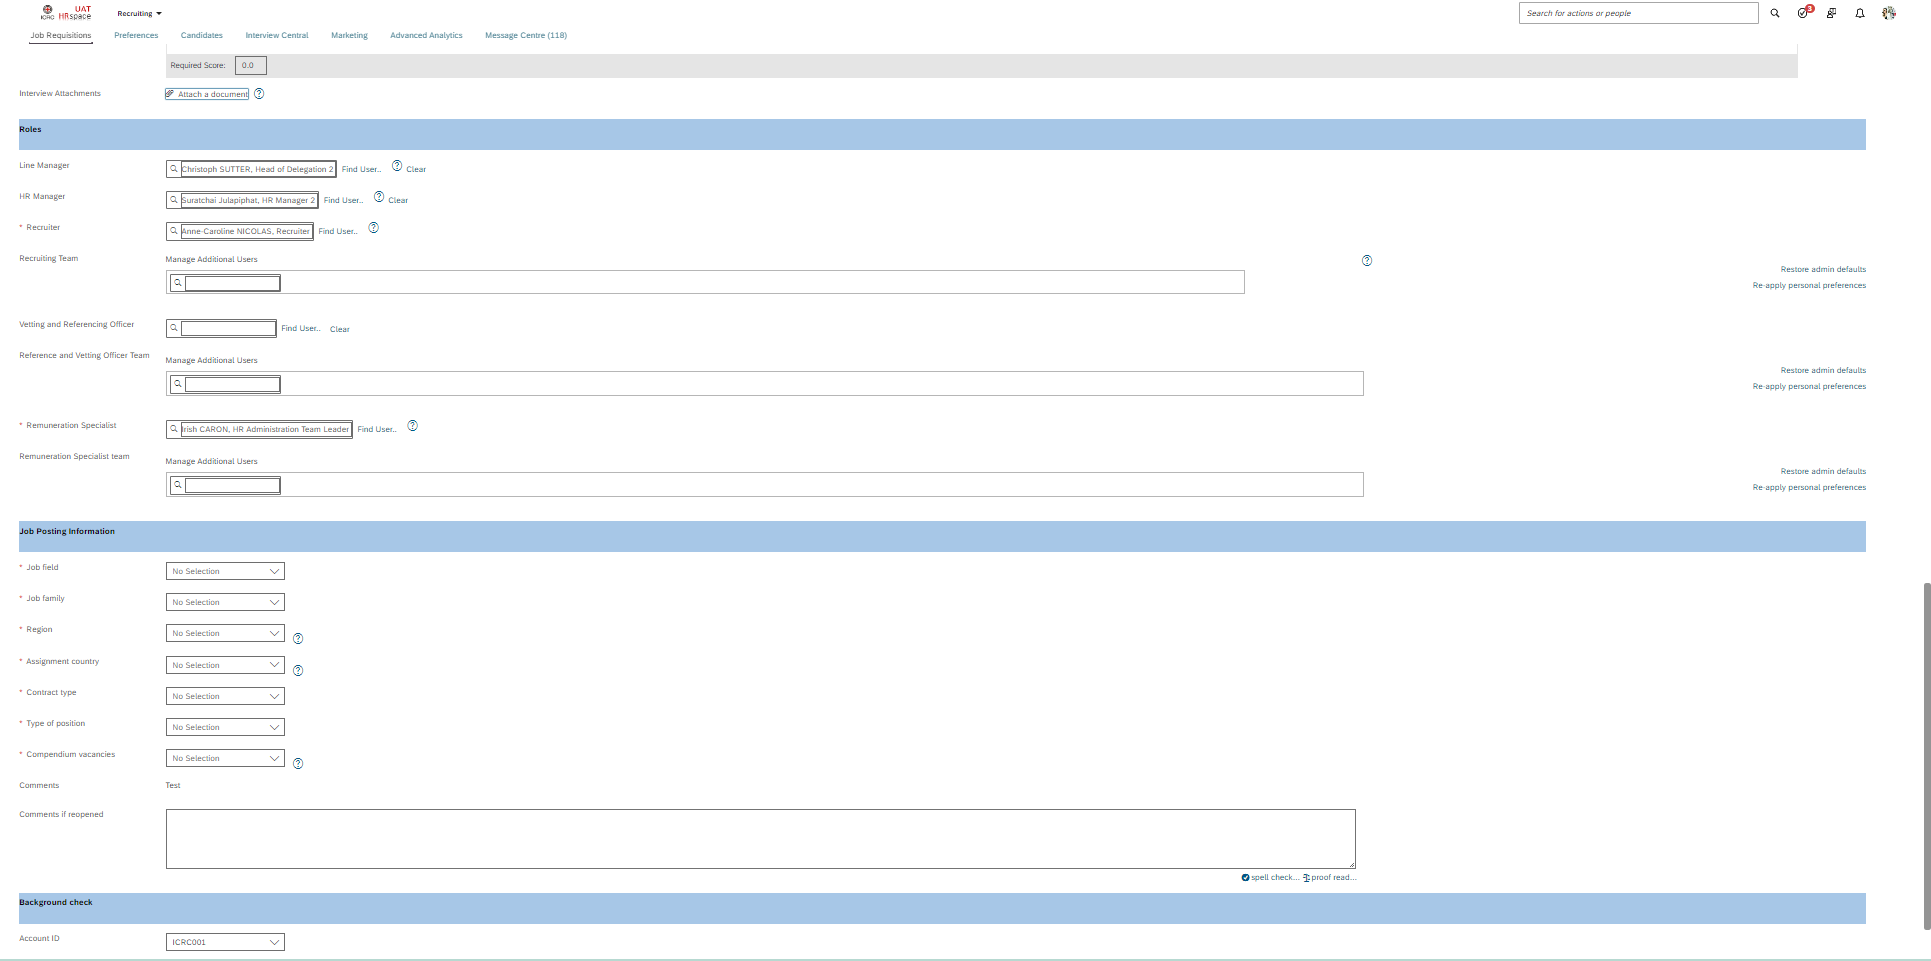 ICRC UAT HRspace Recruiting Search for actions or people 3
Job Requisitions Preferences Candidates Interview Central Marketing Advanced Analytics Message Centre (118)
Required Score: 0.0
Interview Attachments Attach a document
Roles
Line Manager Christoph SUTTER, Head of Delegation 2 Find User.. Clear
HR Manager Suratchai Julapiphat, HR Manager 2 Find User.. Clear
* Recruiter Anne-Caroline NICOLAS, Recruiter Find User..
Recruiting Team Manage Additional Users
Restore admin defaults
Re-apply personal preferences
Vetting and Referencing Officer Find User.. Clear
Reference and Vetting Officer Team Manage Additional Users
Restore admin defaults
Re-apply personal preferences
* Remuneration Specialist Irish CARON, HR Administration Team Leader Find User..
Remuneration Specialist team Manage Additional Users
Restore admin defaults
Re-apply personal preferences
Job Posting Information
* Job field No Selection
* Job family No Selection
* Region No Selection
* Assignment country No Selection
* Contract type No Selection
* Type of position No Selection
* Compendium vacancies No Selection
Comments Test
Comments if reopened
spell check... proof read...
Background check
Account ID ICRC001